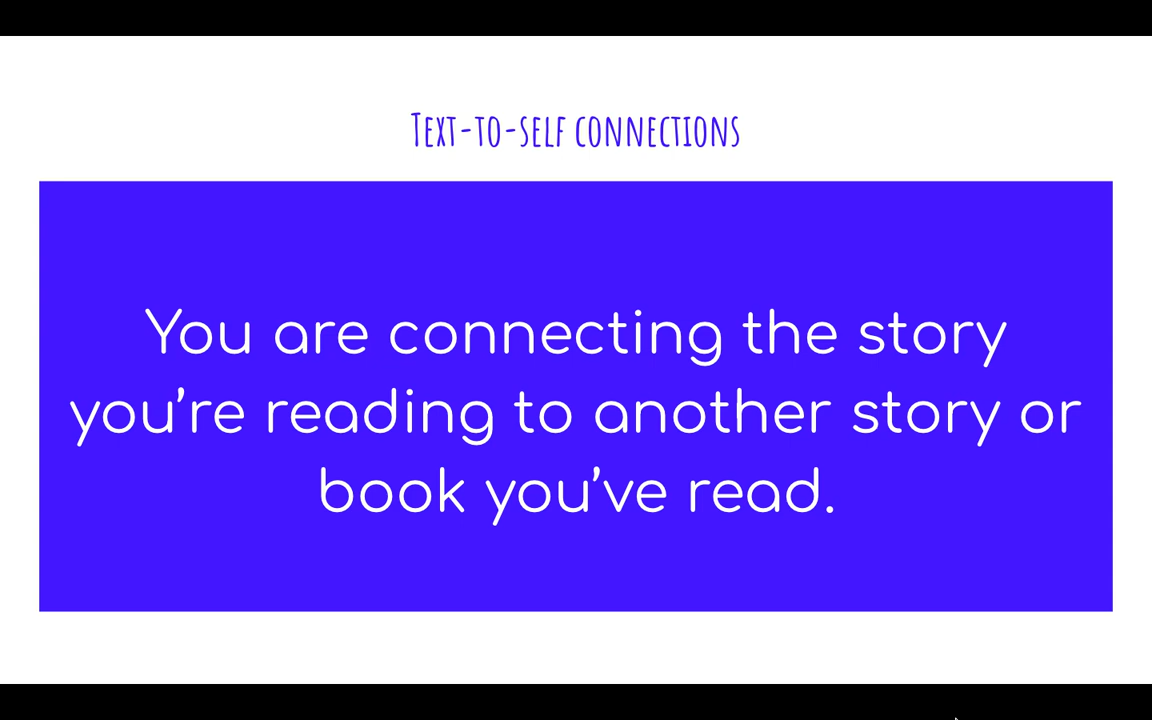 Text-to-self connections
You are connecting the story
you’re reading to another story or
book you’ve read.